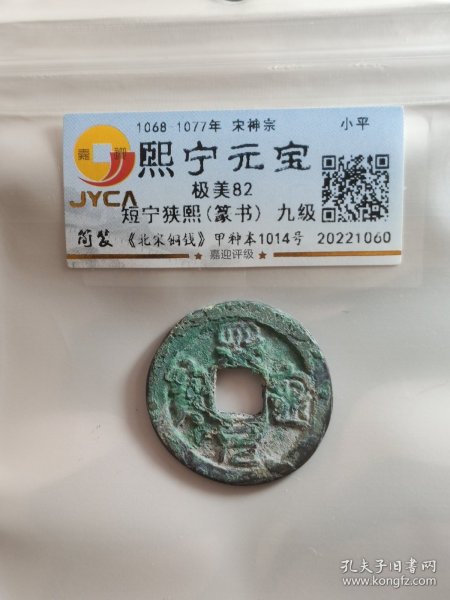 1068-1077年 宋神宗 小平
嘉
JYCA
熙宁元宝
极美82
短宁狭熙(篆书) 九级
简装 《北宋铜钱》甲种本1014号 20221060
★ 嘉迎评级 ★
孔夫子旧书网
www.kongfz.com